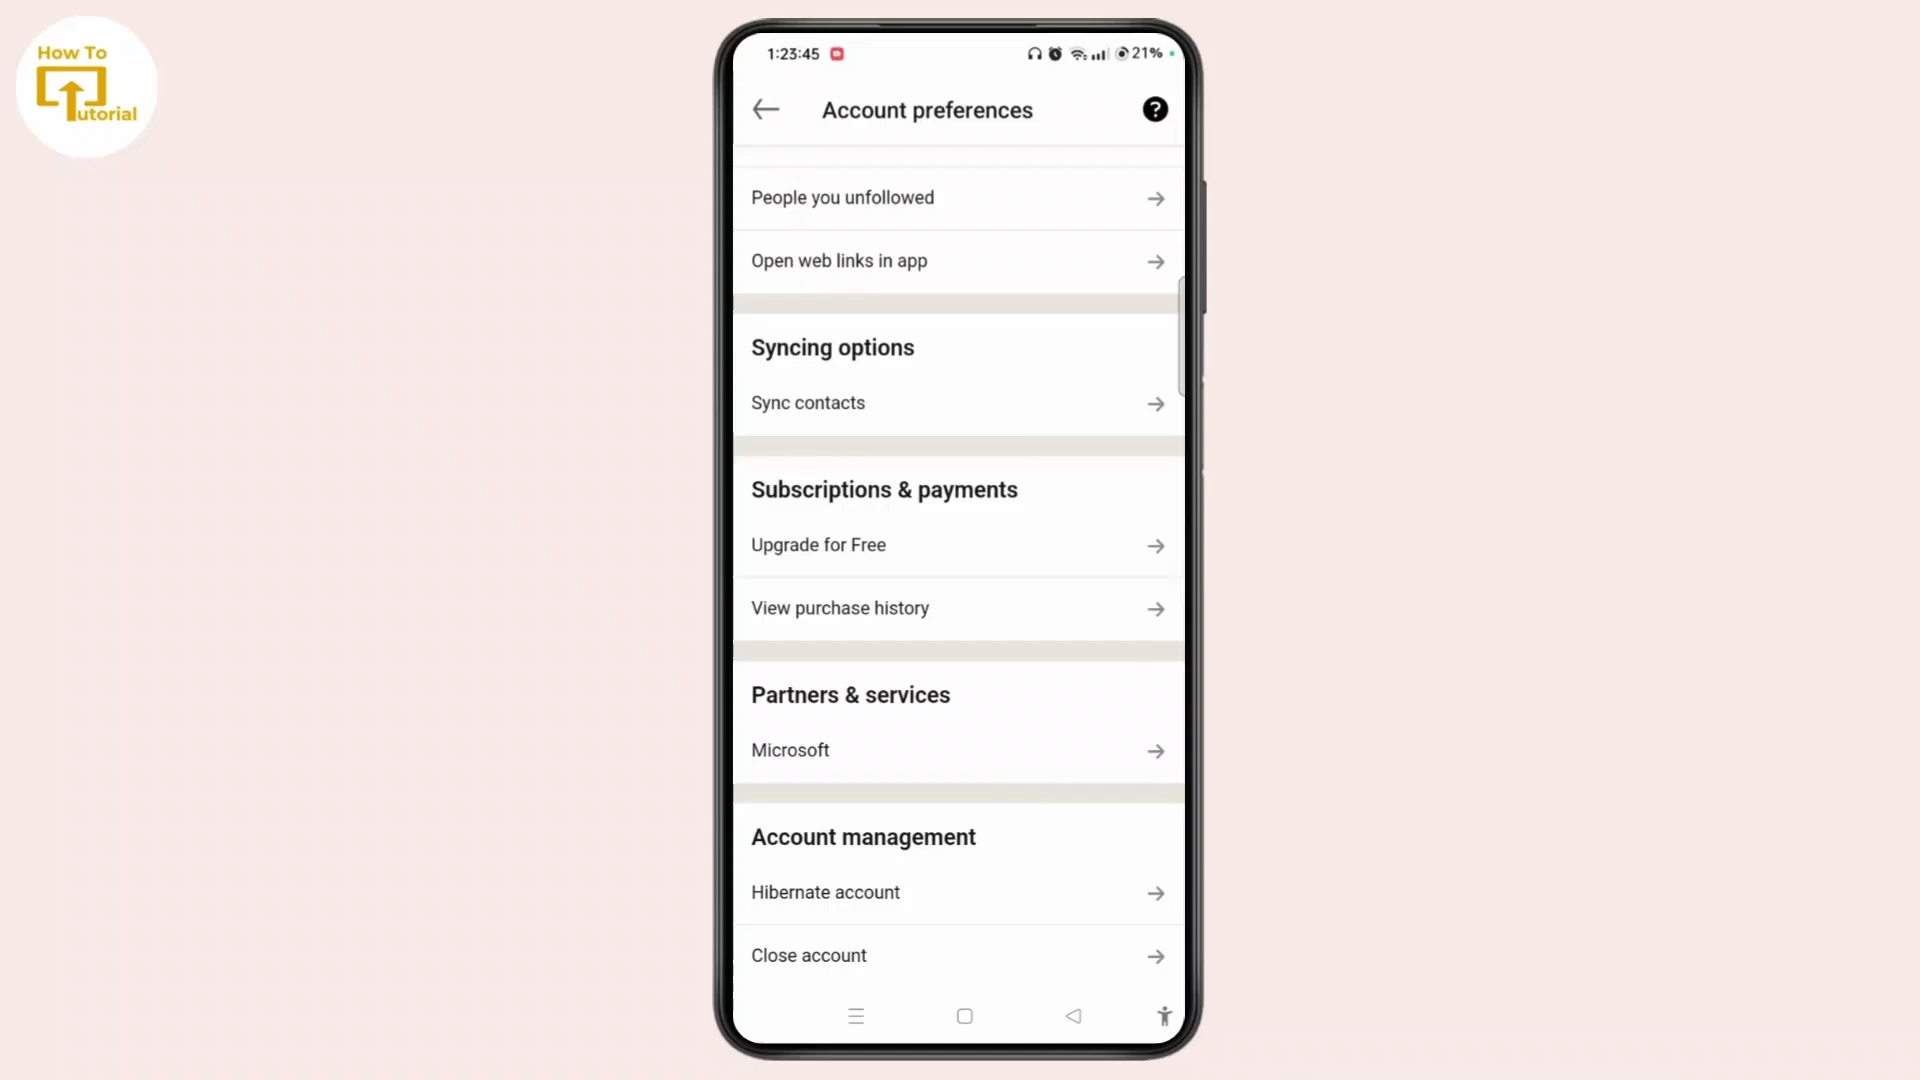 How To
Tutorial
1:23:45
21%
Account preferences
?
People you unfollowed
Open web links in app
Syncing options
Sync contacts
Subscriptions & payments
Upgrade for Free
View purchase history
Partners & services
Microsoft
Account management
Hibernate account
Close account